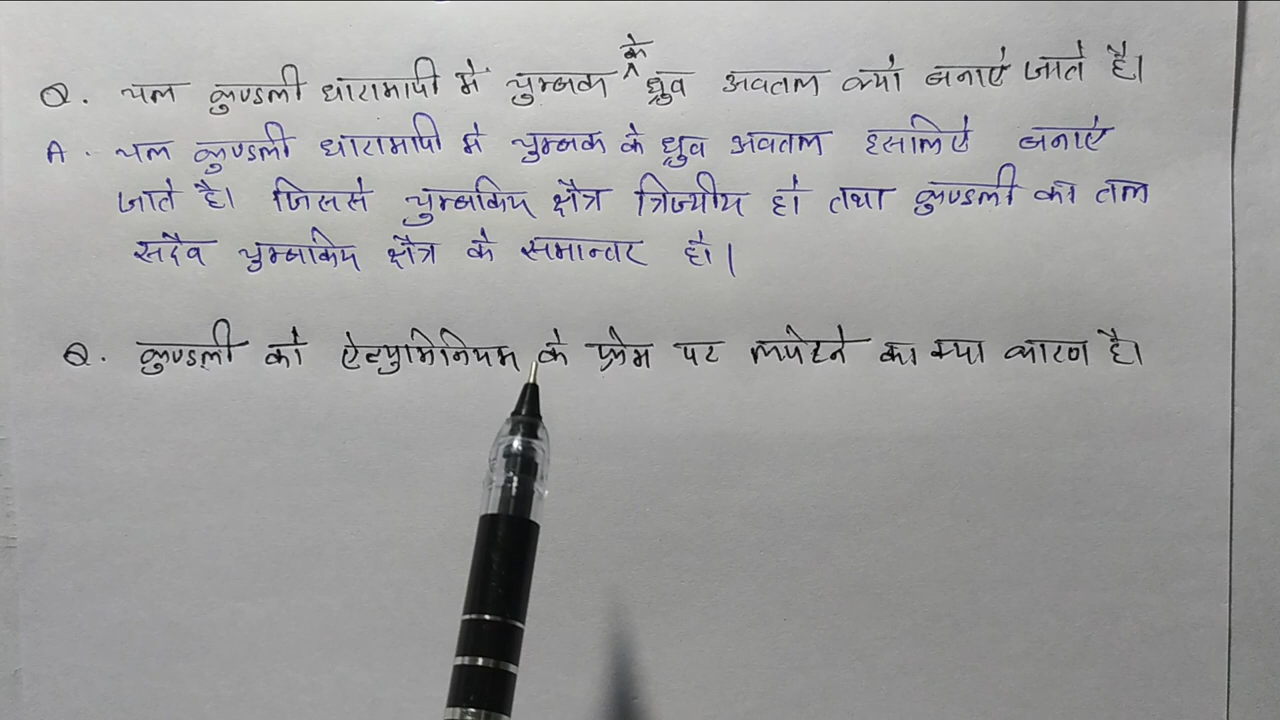 Q. चल कुण्डली धारामापी में चुम्बक के ध्रुव अवतल क्यो बनाऐ जाते है।
A. चल कुण्डली धारामापी मे चुम्बक के ध्रुव अवतल इसलिऐ बनाऐ
जाते है। जिससे चुम्बकिय क्षैत्र त्रिज्यीय हो तथा कुण्डली का तल
सदैव चुम्बकिय क्षैत्र के समान्तर हो।
Q. कुण्डली को ऐल्युमिनियम के फ्रेम पर लपेटने का क्या कारण है।